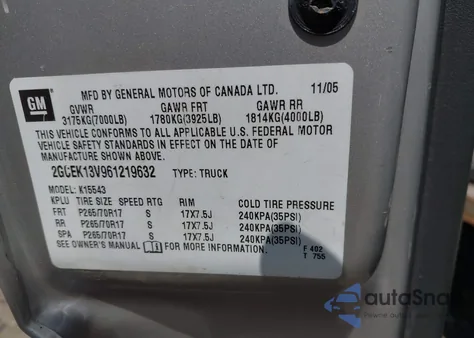 GM
MFD BY GENERAL MOTORS OF CANADA LTD. 11/05
GVWR GAWR FRT GAWR RR
3175KG(7000LB) 1780KG(3925LB) 1814KG(4000LB)
THIS VEHICLE CONFORMS TO ALL APPLICABLE U.S. FEDERAL MOTOR
VEHICLE SAFETY STANDARDS IN EFFECT ON THE DATE OF
MANUFACTURE SHOWN ABOVE.
2GCEK13V961219632 TYPE: TRUCK
MODEL: K15543
KPLU TIRE SIZE SPEED RTG RIM COLD TIRE PRESSURE
FRT P265/70R17 S 17X7.5J 240KPA(35PSI)
RR P265/70R17 S 17X7.5J 240KPA(35PSI)
SPA P265/70R17 S 17X7.5J 240KPA(35PSI)
SEE OWNER'S MANUAL FOR MORE INFORMATION
F 402
T 755
autoSnap